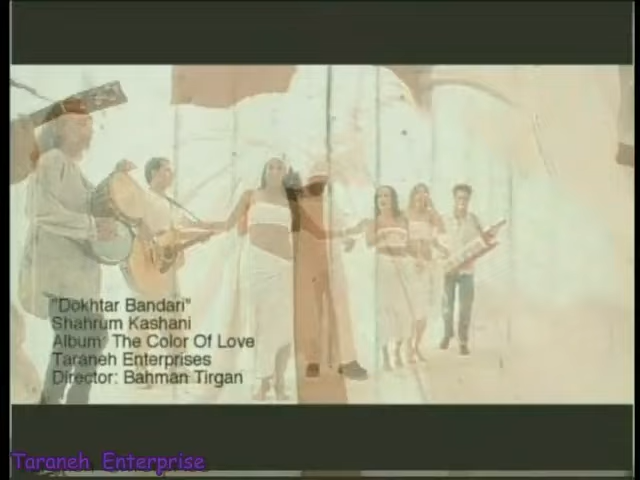 "Dokhtar Bandari"
Shahrum Kashani
Album: The Color Of Love
Taraneh Enterprises
Director: Bahman Tirgan
Taraneh Enterprise